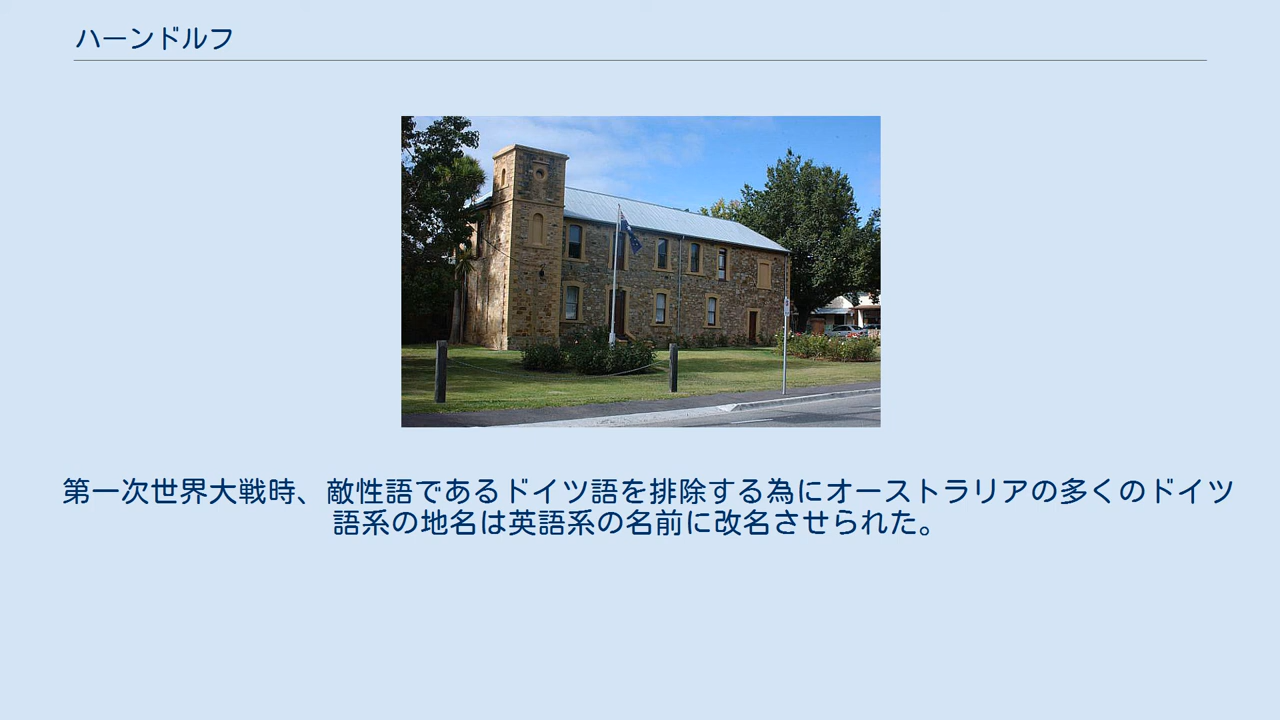 ハーンドルフ
第一次世界大戦時、敵性語であるドイツ語を排除する為にオーストラリアの多くのドイツ
語系の地名は英語系の名前に改名させられた。